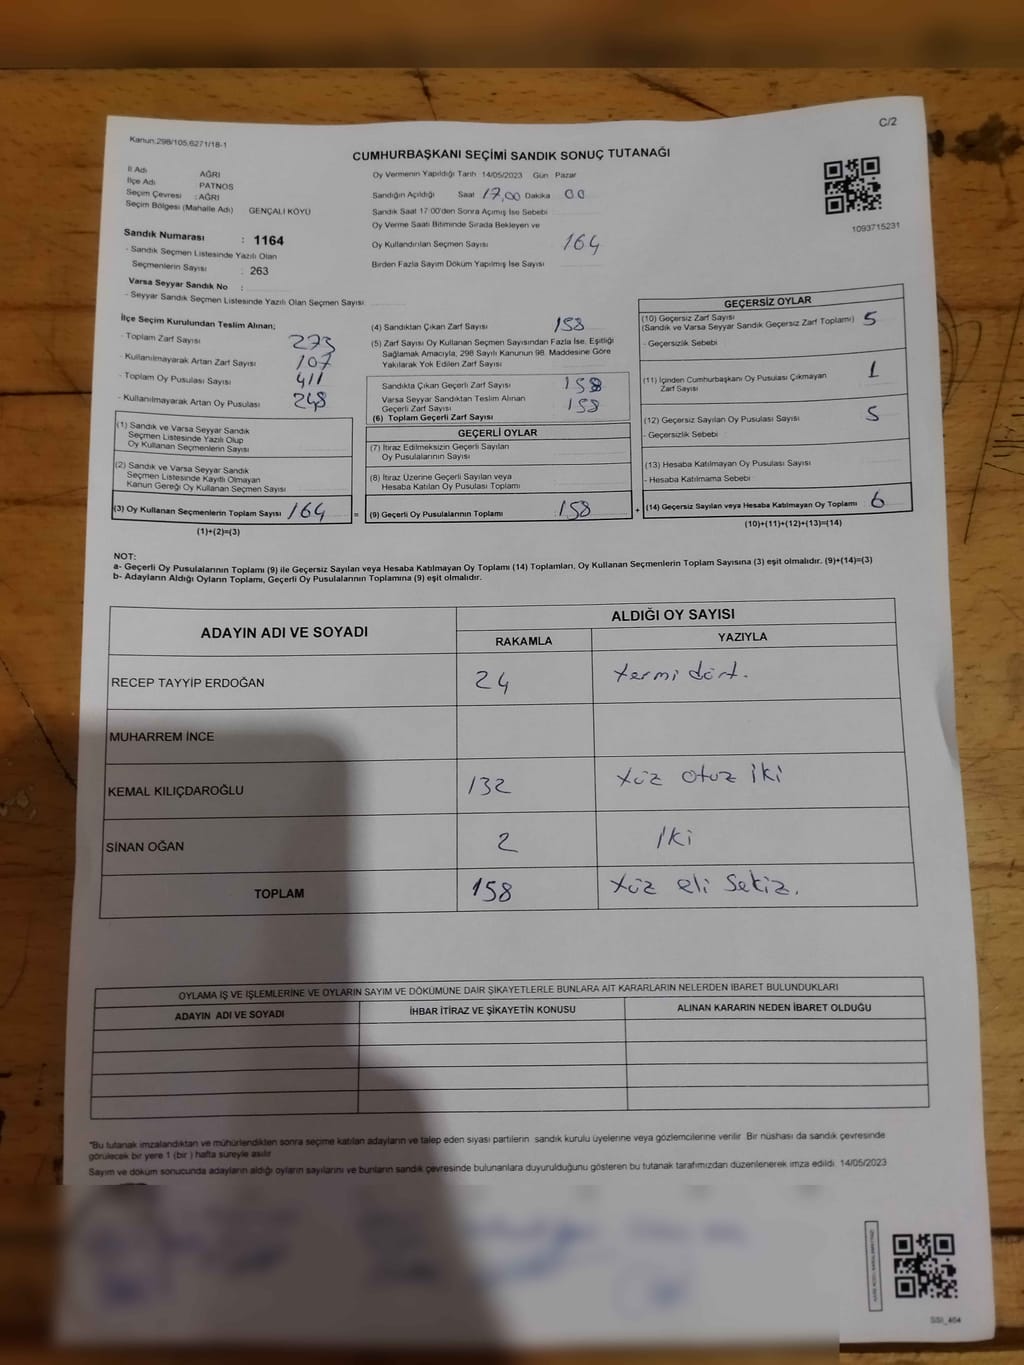 C/2
Kanun:298/105,6271/18-1
CUMHURBAŞKANI SEÇİMİ SANDIK SONUÇ TUTANAĞI
İl Adı AĞRI
İlçe Adı PATNOS
Seçim Çevresi : AĞRI
Seçim Bölgesi (Mahalle Adı) GENÇALİ KÖYÜ
Sandık Numarası : 1164
- Sandık Seçmen Listesinde Yazılı Olan
Seçmenlerin Sayısı : 263
Varsa Seyyar Sandık No :
- Seyyar Sandık Seçmen Listesinde Yazılı Olan Seçmen Sayısı
Oy Vermenin Yapıldığı Tarih 14/05/2023 Gün Pazar
Sandığın Açıldığı Saat 17,00 Dakika 00
Sandık Saat 17:00'den Sonra Açımış İse Sebebi
Oy Verme Saati Bitiminde Sırada Bekleyen ve
Oy Kullandırılan Seçmen Sayısı 164
Birden Fazla Sayım Döküm Yapılmış İse Sayısı
1093715231
İlçe Seçim Kurulundan Teslim Alınan;
- Toplam Zarf Sayısı 273
- Kullanılmayarak Artan Zarf Sayısı 107
- Toplam Oy Pusulası Sayısı 411
- Kullanılmayarak Artan Oy Pusulası 248
(1) Sandık ve Varsa Seyyar Sandık
Seçmen Listesinde Yazılı Olup
Oy Kullanan Seçmenlerin Sayısı
(2) Sandık ve Varsa Seyyar Sandık
Seçmen Listesinde Kayıtlı Olmayan
Kanun Gereği Oy Kullanan Seçmen Sayısı
(3) Oy Kullanan Seçmenlerin Toplam Sayısı 164 =
(1)+(2)=(3)
(4) Sandıktan Çıkan Zarf Sayısı 158
(5) Zarf Sayısı Oy Kullanan Seçmen Sayısından Fazla İse, Eşitliği
Sağlamak Amacıyla, 298 Sayılı Kanunun 98. Maddesine Göre
Yakılarak Yok Edilen Zarf Sayısı
Sandıkta Çıkan Geçerli Zarf Sayısı 158
Varsa Seyyar Sandıktan Teslim Alınan
Geçerli Zarf Sayısı 158
(6) Toplam Geçerli Zarf Sayısı
GEÇERLİ OYLAR
(7) İtiraz Edilmeksizin Geçerli Sayılan
Oy Pusulalarının Sayısı
(8) İtiraz Üzerine Geçerli Sayılan veya
Hesaba Katılan Oy Pusulası Toplamı
(9) Geçerli Oy Pusulalarının Toplamı : 158 +
GEÇERSİZ OYLAR
(10) Geçersiz Zarf Sayısı
(Sandık ve Varsa Seyyar Sandık Geçersiz Zarf Toplamı) 5
- Geçersizlik Sebebi
(11) İçinden Cumhurbaşkanı Oy Pusulası Çıkmayan
Zarf Sayısı 1
(12) Geçersiz Sayılan Oy Pusulası Sayısı 5
- Geçersizlik Sebebi
(13) Hesaba Katılmayan Oy Pusulası Sayısı
- Hesaba Katılmama Sebebi
(14) Geçersiz Sayılan veya Hesaba Katılmayan Oy Toplamı : 6
(10)+(11)+(12)+(13)=(14)
NOT:
a- Geçerli Oy Pusulalarının Toplamı (9) ile Geçersiz Sayılan veya Hesaba Katılmayan Oy Toplamı (14) Toplamları, Oy Kullanan Seçmenlerin Toplam Sayısına (3) eşit olmalıdır. (9)+(14)=(3)
b- Adayların Aldığı Oyların Toplamı, Geçerli Oy Pusulalarının Toplamına (9) eşit olmalıdır.
ADAYIN ADI VE SOYADI
ALDIĞI OY SAYISI
RAKAMLA YAZIYLA
RECEP TAYYİP ERDOĞAN 24 Yermi dört.
MUHARREM İNCE
KEMAL KILIÇDAROĞLU 132 Yüz otuz iki
SİNAN OĞAN 2 İki
TOPLAM 158 Yüz eli Sekiz.
OYLAMA İŞ VE İŞLEMLERİNE VE OYLARIN SAYIM VE DÖKÜMÜNE DAİR ŞİKAYETLERLE BUNLARA AİT KARARLARIN NELERDEN İBARET BULUNDUKLARI
ADAYIN ADI VE SOYADI İHBAR İTİRAZ VE ŞİKAYETİN KONUSU ALINAN KARARIN NEDEN İBARET OLDUĞU
*Bu tutanak imzalandıktan ve mühürlendikten sonra seçime katılan adayların ve talep eden siyasi partilerin sandık kurulu üyelerine veya gözlemcilerine verilir. Bir nüshası da sandık çevresinde
görülecek bir yere 1 (bir) hafta süreyle asılır
Sayım ve döküm sonucunda adayların aldığı oyların sayılarını ve bunların sandık çevresinde bulunanlara duyurulduğunu gösteren bu tutanak tarafımızdan düzenlenerek imza edildi. 14/05/2023
SSI_464